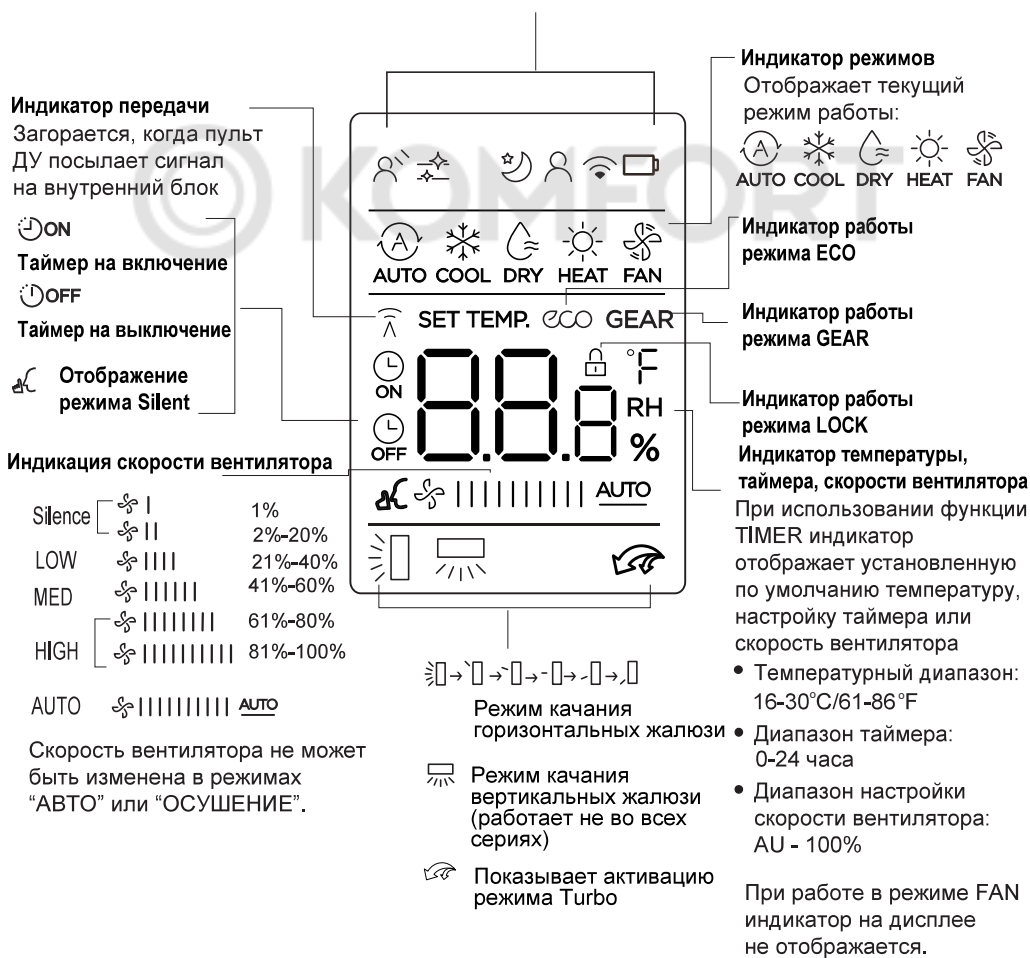 Индикатор передачи
Загорается, когда пульт
ДУ посылает сигнал
на внутренний блок
ON
Таймер на включение
OFF
Таймер на выключение
Отображение
режима Silent
Индикация скорости вентилятора
Silence
1%
2%-20%
LOW 21%-40%
MED 41%-60%
61%-80%
HIGH 81%-100%
AUTO AUTO
Скорость вентилятора не может
быть изменена в режимах
“АВТО” или “ОСУШЕНИЕ”.
KOMFORT
AUTO COOL DRY HEAT FAN
SET TEMP. eco GEAR
ON
OFF
88.8
°F
RH
%
AUTO
Режим качания
горизонтальных жалюзи
Режим качания
вертикальных жалюзи
(работает не во всех
сериях)
Показывает активацию
режима Turbo
Индикатор режимов
Отображает текущий
режим работы:
A
AUTO COOL DRY HEAT FAN
Индикатор работы
режима ECO
Индикатор работы
режима GEAR
Индикатор работы
режима LOCK
Индикатор температуры,
таймера, скорости вентилятора
При использовании функции
TIMER индикатор
отображает установленную
по умолчанию температуру,
настройку таймера или
скорость вентилятора
• Температурный диапазон:
16-30°C/61-86°F
• Диапазон таймера:
0-24 часа
• Диапазон настройки
скорости вентилятора:
AU - 100%
При работе в режиме FAN
индикатор на дисплее
не отображается.